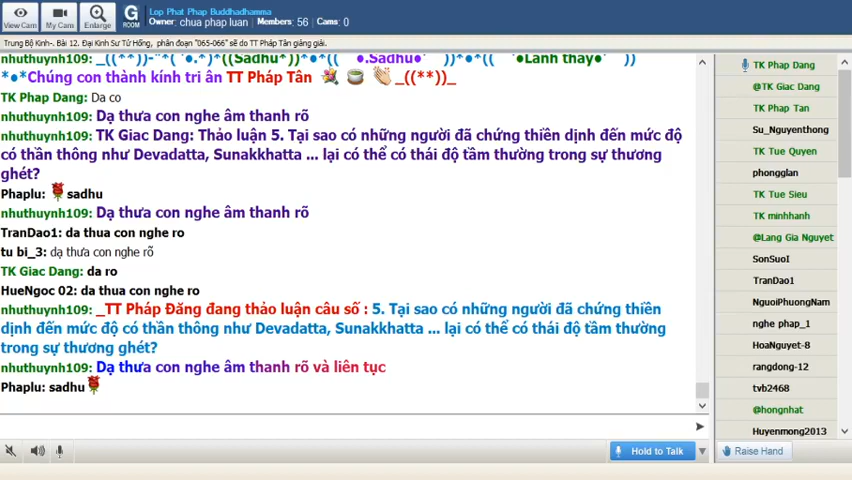 Lop Phat Phap Buddhadhamma
Owner: chua phap luan Members: 56 Cams: 0
View Cam My Cam Enlarge G ROOM
Trung Bộ Kinh-. Bài 12. Đại Kinh Sư Tử Hống, phân đoạn "065-066" sẽ do TT Pháp Tân giảng giải.
nhuthuynh109: _((**))-"*( '●.*)*((Sadhu*))*●*(( '●.Sadhu●' ))*●*(( '●Lành thay●' ))
*●*Chúng con thành kính tri ân TT Pháp Tân _((**))_
TK Phap Dang: Da co
nhuthuynh109: Dạ thưa con nghe âm thanh rõ
nhuthuynh109: TK Giac Dang: Thảo luận 5. Tại sao có những người đã chứng thiền dịnh đến mức độ
có thần thông như Devadatta, Sunakkhatta ... lại có thể có thái độ tầm thường trong sự thương
ghét?
Phaplu: sadhu
nhuthuynh109: Dạ thưa con nghe âm thanh rõ
TranDao1: da thua con nghe ro
tu bi_3: dạ thưa con nghe rõ
TK Giac Dang: da ro
HueNgoc 02: da thua con nghe ro
nhuthuynh109: _TT Pháp Đăng đang thảo luận câu số : 5. Tại sao có những người đã chứng thiền
dịnh đến mức độ có thần thông như Devadatta, Sunakkhatta ... lại có thể có thái độ tầm thường
trong sự thương ghét?
nhuthuynh109: Dạ thưa con nghe âm thanh rõ và liên tục
Phaplu: sadhu
TK Phap Dang
@TK Giac Dang
TK Phap Tan
Su_Nguyenthong
TK Tue Quyen
phongglan
TK Tue Sieu
TK minhhanh
@Lang Gia Nguyet
SonSuoI
TranDao1
NguoiPhuongNam
nghe phap_1
HoaNguyet-8
rangdong-12
tvb2468
@hongnhat
Huyenmong2013
Hold to Talk
Raise Hand